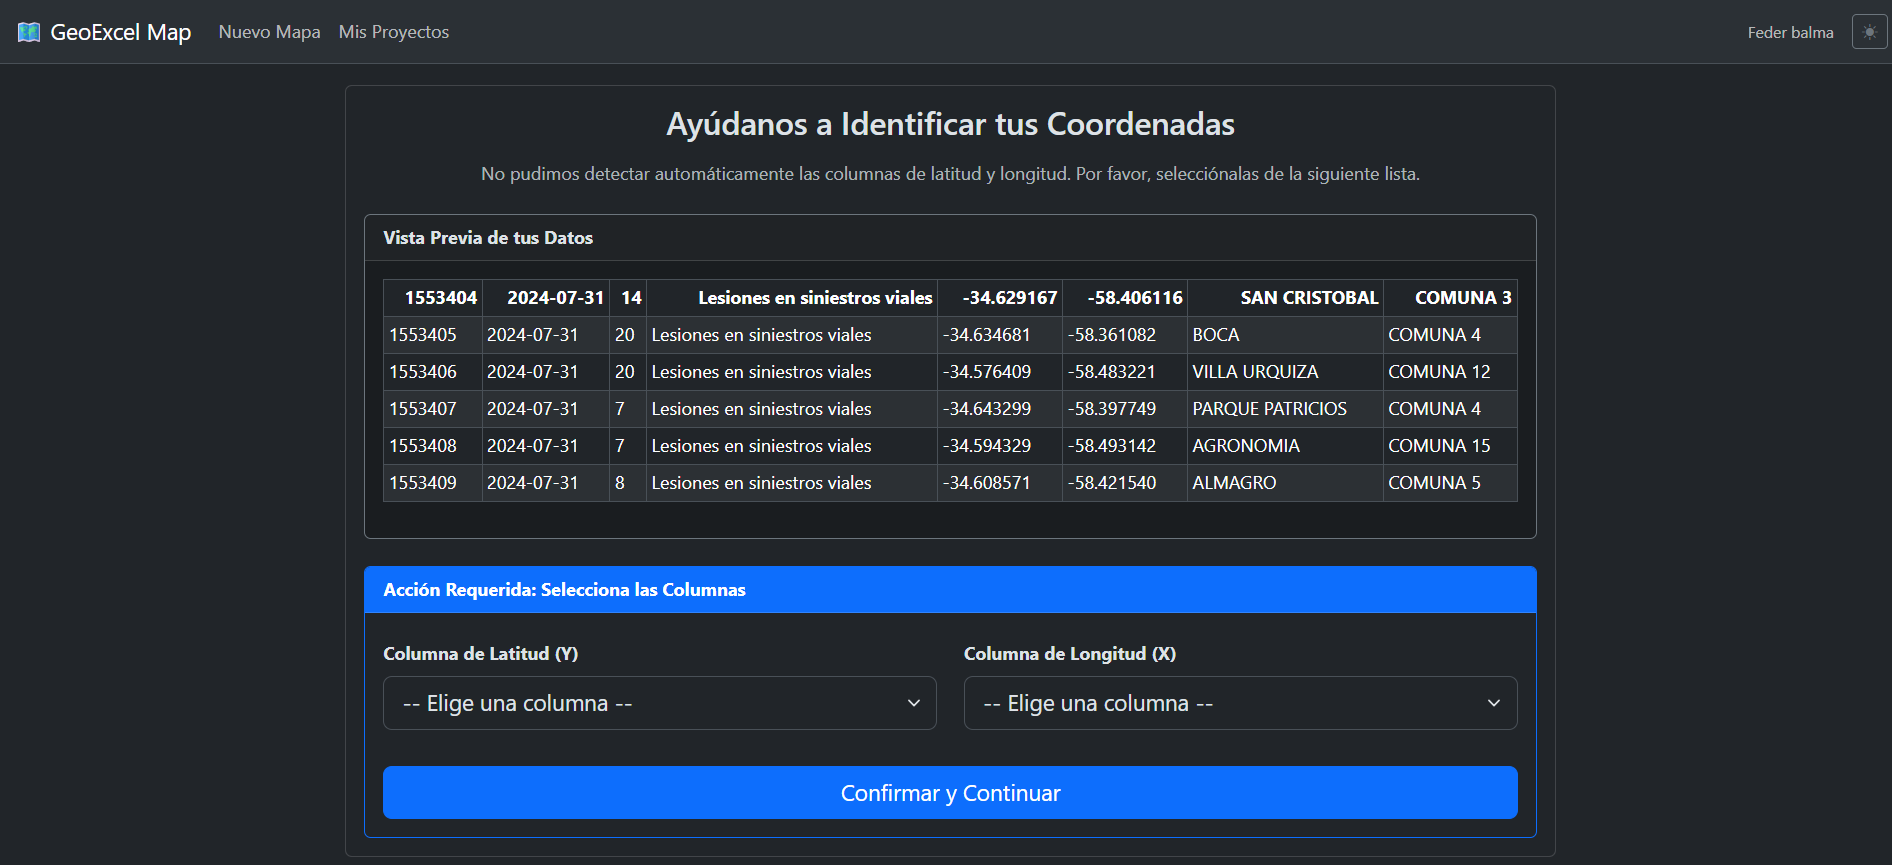 GeoExcel Map Nuevo Mapa Mis Proyectos Feder balma
Ayúdanos a Identificar tus Coordenadas
No pudimos detectar automáticamente las columnas de latitud y longitud. Por favor, selecciónalas de la siguiente lista.
Vista Previa de tus Datos
1553404 2024-07-31 14 Lesiones en siniestros viales -34.629167 -58.406116 SAN CRISTOBAL COMUNA 3
1553405 2024-07-31 20 Lesiones en siniestros viales -34.634681 -58.361082 BOCA COMUNA 4
1553406 2024-07-31 20 Lesiones en siniestros viales -34.576409 -58.483221 VILLA URQUIZA COMUNA 12
1553407 2024-07-31 7 Lesiones en siniestros viales -34.643299 -58.397749 PARQUE PATRICIOS COMUNA 4
1553408 2024-07-31 7 Lesiones en siniestros viales -34.594329 -58.493142 AGRONOMIA COMUNA 15
1553409 2024-07-31 8 Lesiones en siniestros viales -34.608571 -58.421540 ALMAGRO COMUNA 5
Acción Requerida: Selecciona las Columnas
Columna de Latitud (Y) Columna de Longitud (X)
-- Elige una columna -- -- Elige una columna --
Confirmar y Continuar